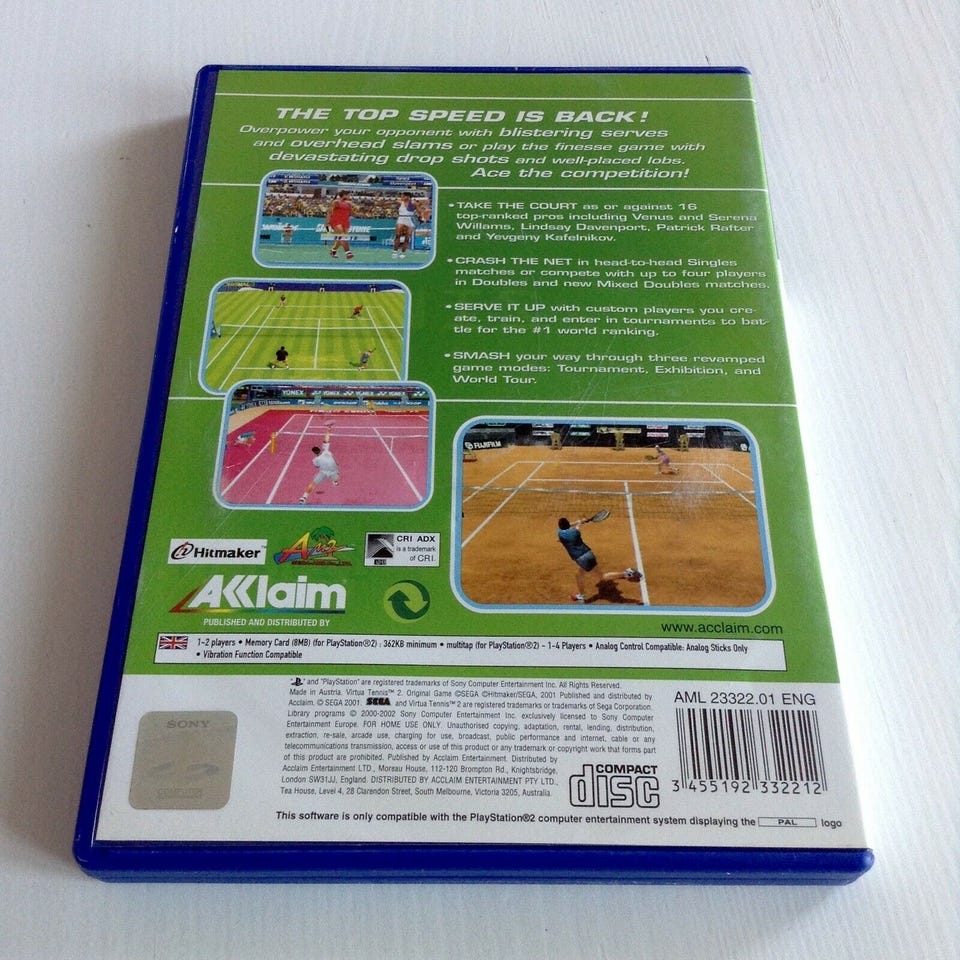 THE TOP SPEED IS BACK!
Overpower your opponent with blistering serves
and overhead slams or play the finesse game with
devastating drop shots and well-placed lobs.
Ace the competition!
• TAKE THE COURT as or against 16
top-ranked pros including Venus and Serena
Willams, Lindsay Davenport, Patrick Rafter
and Yevgeny Kafelnikov.
• CRASH THE NET in head-to-head Singles
matches or compete with up to four players
in Doubles and new Mixed Doubles matches.
• SERVE IT UP with custom players you cre-
ate, train, and enter in tournaments to bat-
tle for the #1 world ranking.
• SMASH your way through three revamped
game modes: Tournament, Exhibition, and
World Tour.
YONEX
FUJIFILM
Hitmaker™
CRI ADX
is a trademark
of CRI
AKKlaim
PUBLISHED AND DISTRIBUTED BY
www.acclaim.com
1-2 players • Memory Card (8MB) (for PlayStation®2) : 362KB minimum • multitap (for PlayStation®2) - 1-4 Players • Analog Control Compatible: Analog Sticks Only
• Vibration Function Compatible
" and "PlayStation" are registered trademarks of Sony Computer Entertainment Inc. All Rights Reserved.
Made in Austria. Virtua Tennis™ 2. Original Game ©SEGA ©Hitmaker/SEGA, 2001 Published and distributed by
Acclaim. © SEGA 2001. SEGA and Virtua Tennis™ 2 are registered trademarks or trademarks of Sega Corporation.
Library programs © 2000-2002 Sony Computer Entertainment Inc. exclusively licensed to Sony Computer
Entertainment Europe. FOR HOME USE ONLY. Unauthorised copying, adaptation, rental, lending, distribution,
extraction, re-sale, arcade use, charging for use, broadcast, public performance and internet, cable or any
telecommunications transmission, access or use of this product or any trademark or copyright work that forms part
of this product are prohibited. Published by Acclaim Entertainment. Distributed by
Acclaim Entertainment LTD., Moreau House, 112-120 Brompton Rd., Knightsbridge,
London SW31JJ, England. DISTRIBUTED BY ACCLAIM ENTERTAINMENT PTY LTD.,
Tea House, Level 4, 28 Clarendon Street, South Melbourne, Victoria 3205, Australia.
AML 23322.01 ENG
3 455192 332212
SONY
COMPUTER
COMPACT
disc
This software is only compatible with the PlayStation®2 computer entertainment system displaying the PAL logo